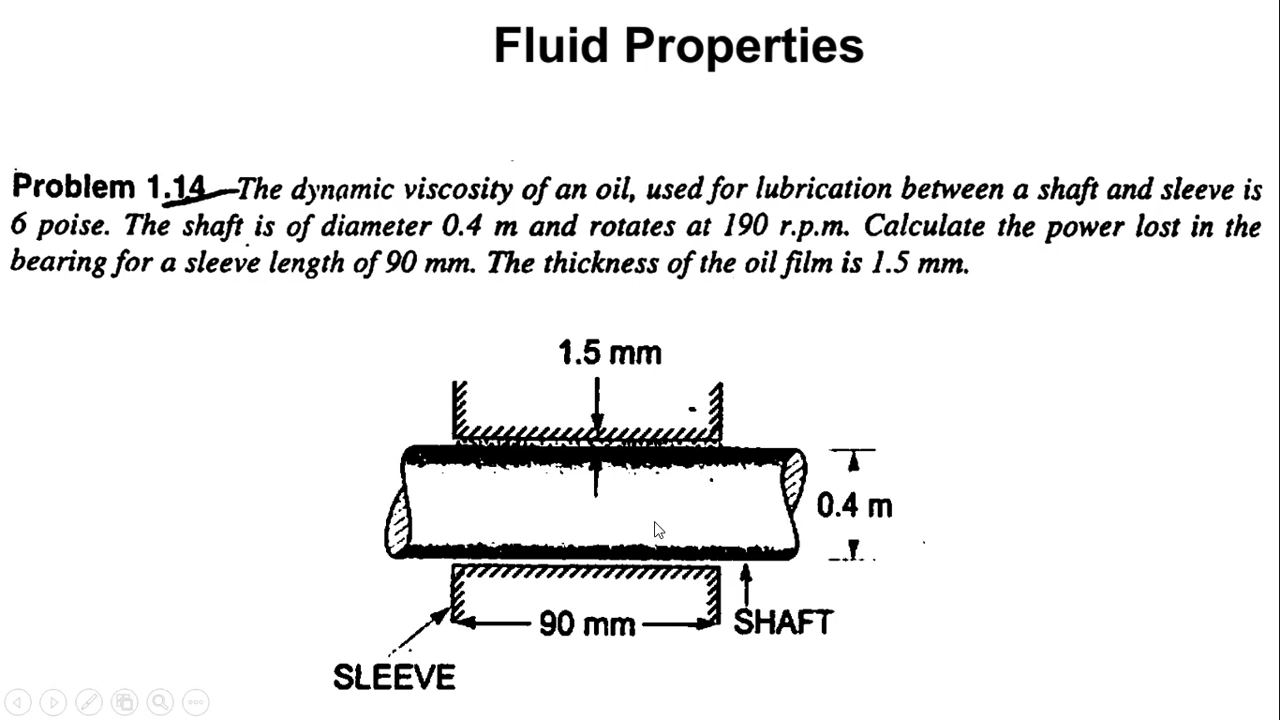 Fluid Properties
Problem 1.14 The dynamic viscosity of an oil, used for lubrication between a shaft and sleeve is
6 poise. The shaft is of diameter 0.4 m and rotates at 190 r.p.m. Calculate the power lost in the
bearing for a sleeve length of 90 mm. The thickness of the oil film is 1.5 mm.
1.5 mm
0.4 m
90 mm
SHAFT
SLEEVE